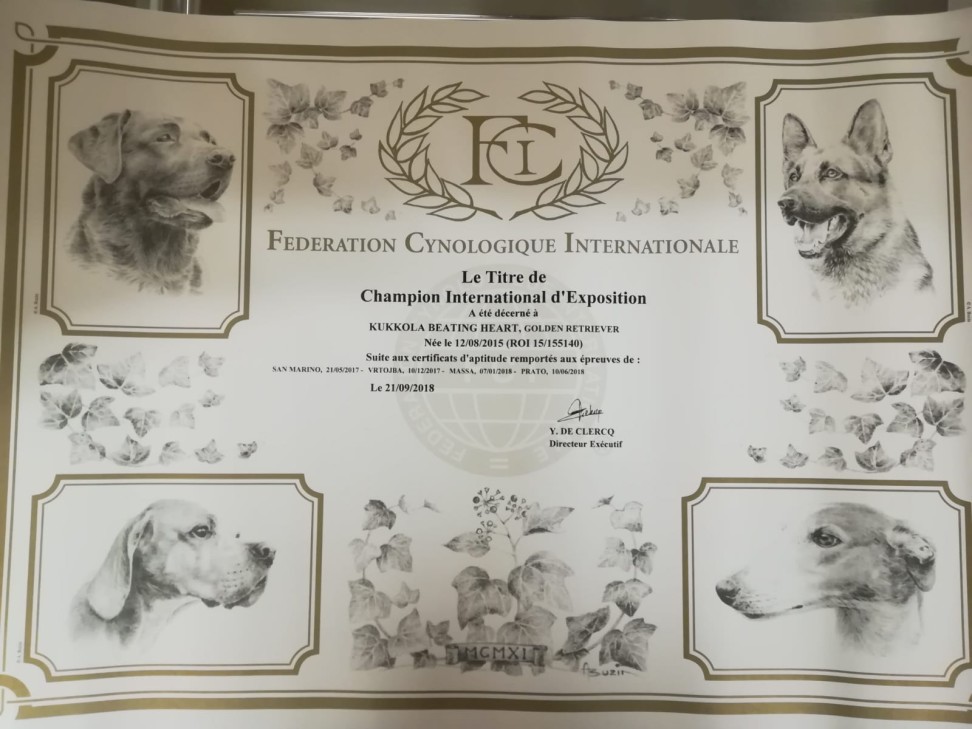 FCI
FEDERATION CYNOLOGIQUE INTERNATIONALE
Le Titre de
Champion International d'Exposition
A été décerné à
KUKKOLA BEATING HEART, GOLDEN RETRIEVER
Née le 12/08/2015 (ROI 15/155140)
Suite aux certificats d'aptitude remportés aux épreuves de :
SAN MARINO, 21/05/2017 - VRTOJBA, 10/12/2017 - MASSA, 07/01/2018 - PRATO, 10/06/2018
Le 21/09/2018
Y. DE CLERCQ
Directeur Exécutif
MCMXI